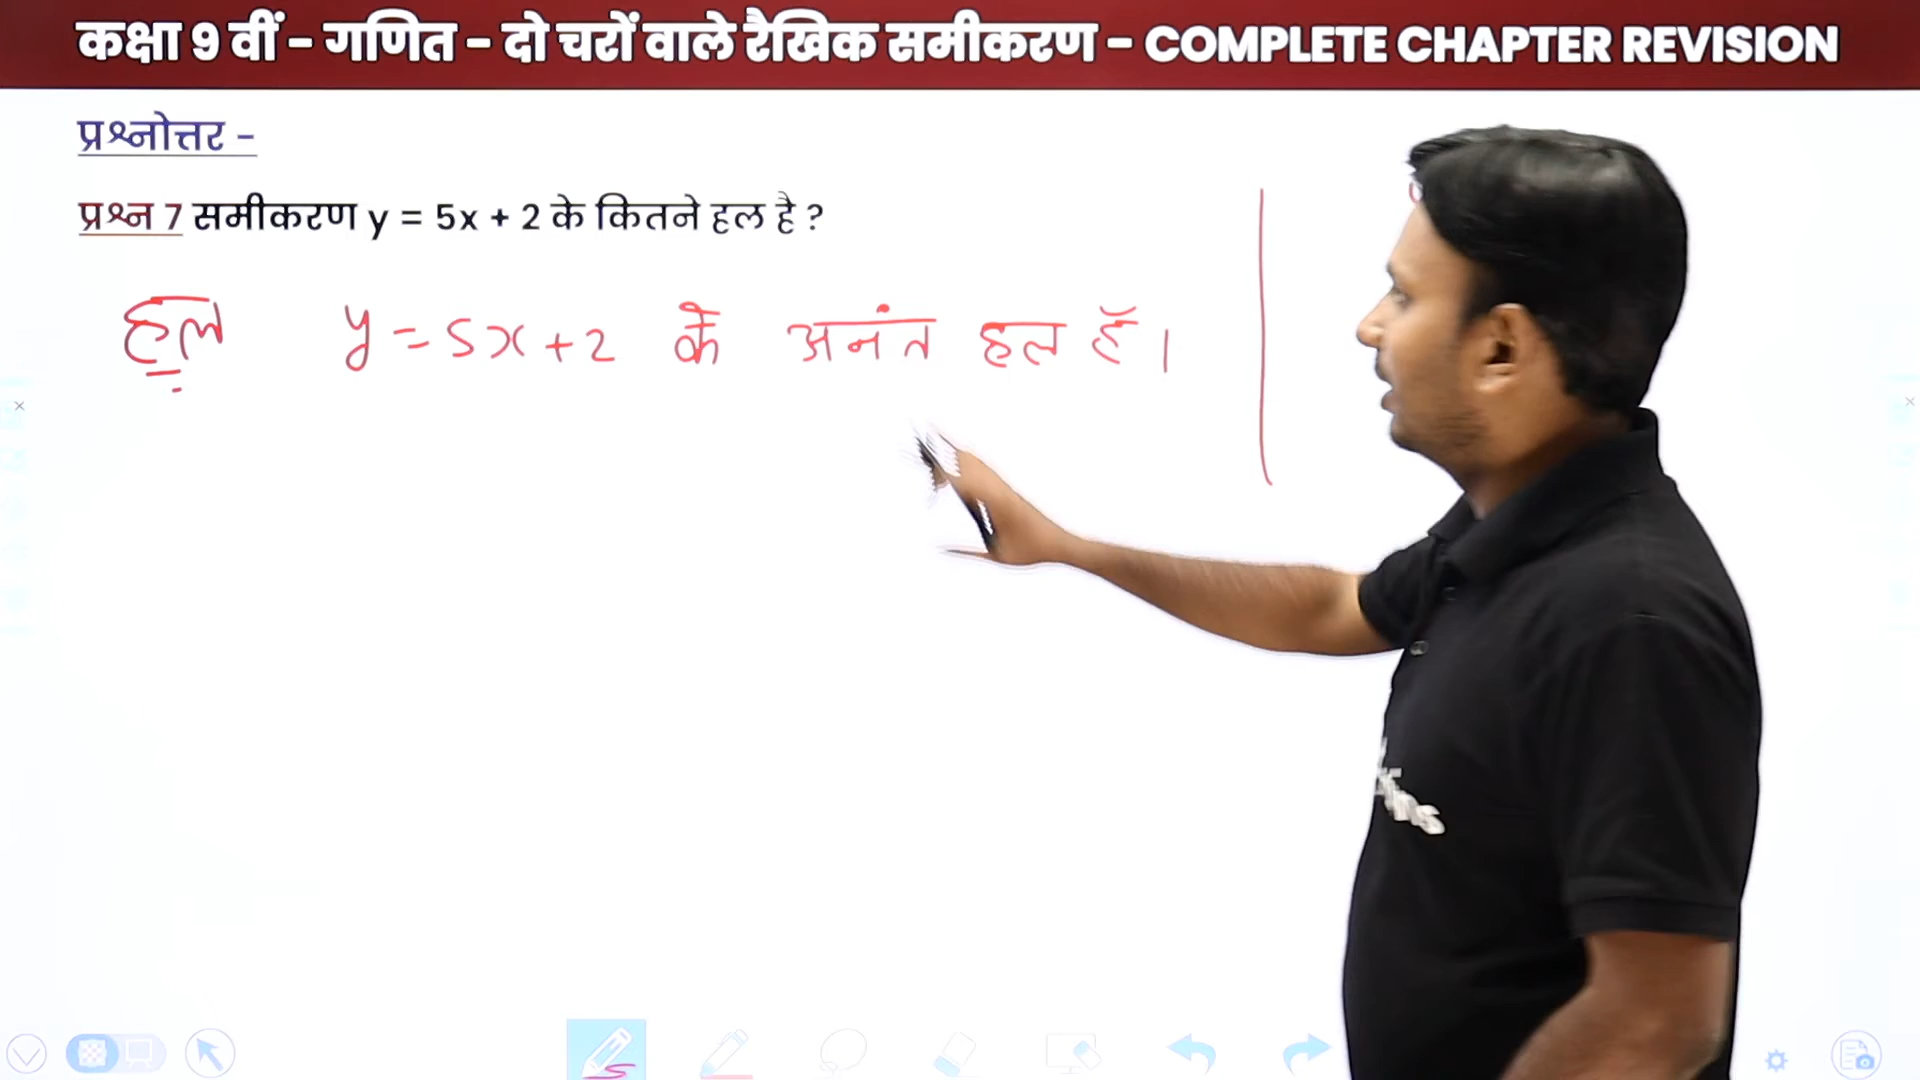 कक्षा 9 वीं – गणित – दो चरों वाले रैखिक समीकरण – COMPLETE CHAPTER REVISION
प्रश्नोत्तर –
प्रश्न 7 समीकरण y = 5x + 2 के कितने हल है ?
हल y = 5x + 2 के अनंत हल हैं ।